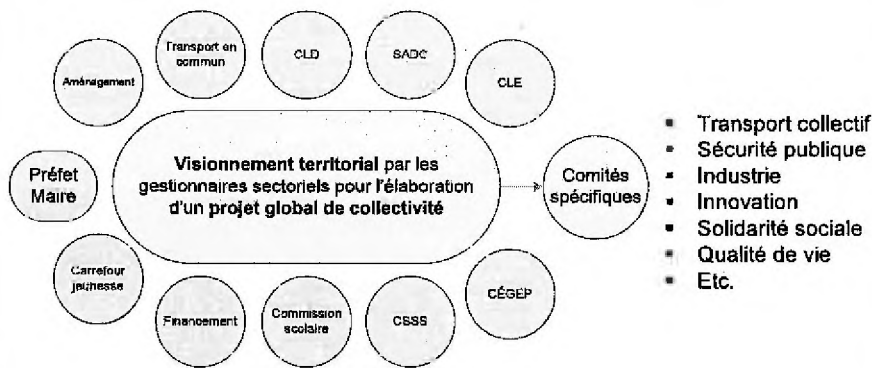 Transport en
commun
CLD
SADC
Aménagement
CLE
Préfet
Maire
Visionnement territorial par les
gestionnaires sectoriels pour l'élaboration
d'un projet global de collectivité
Comités
spécifiques
Transport collectif
Sécurité publique
Industrie
Innovation
Solidarité sociale
Qualité de vie
Etc.
Carrefour
jeunesse
Financement
Commission
scolaire
CSSS
CÉGEP